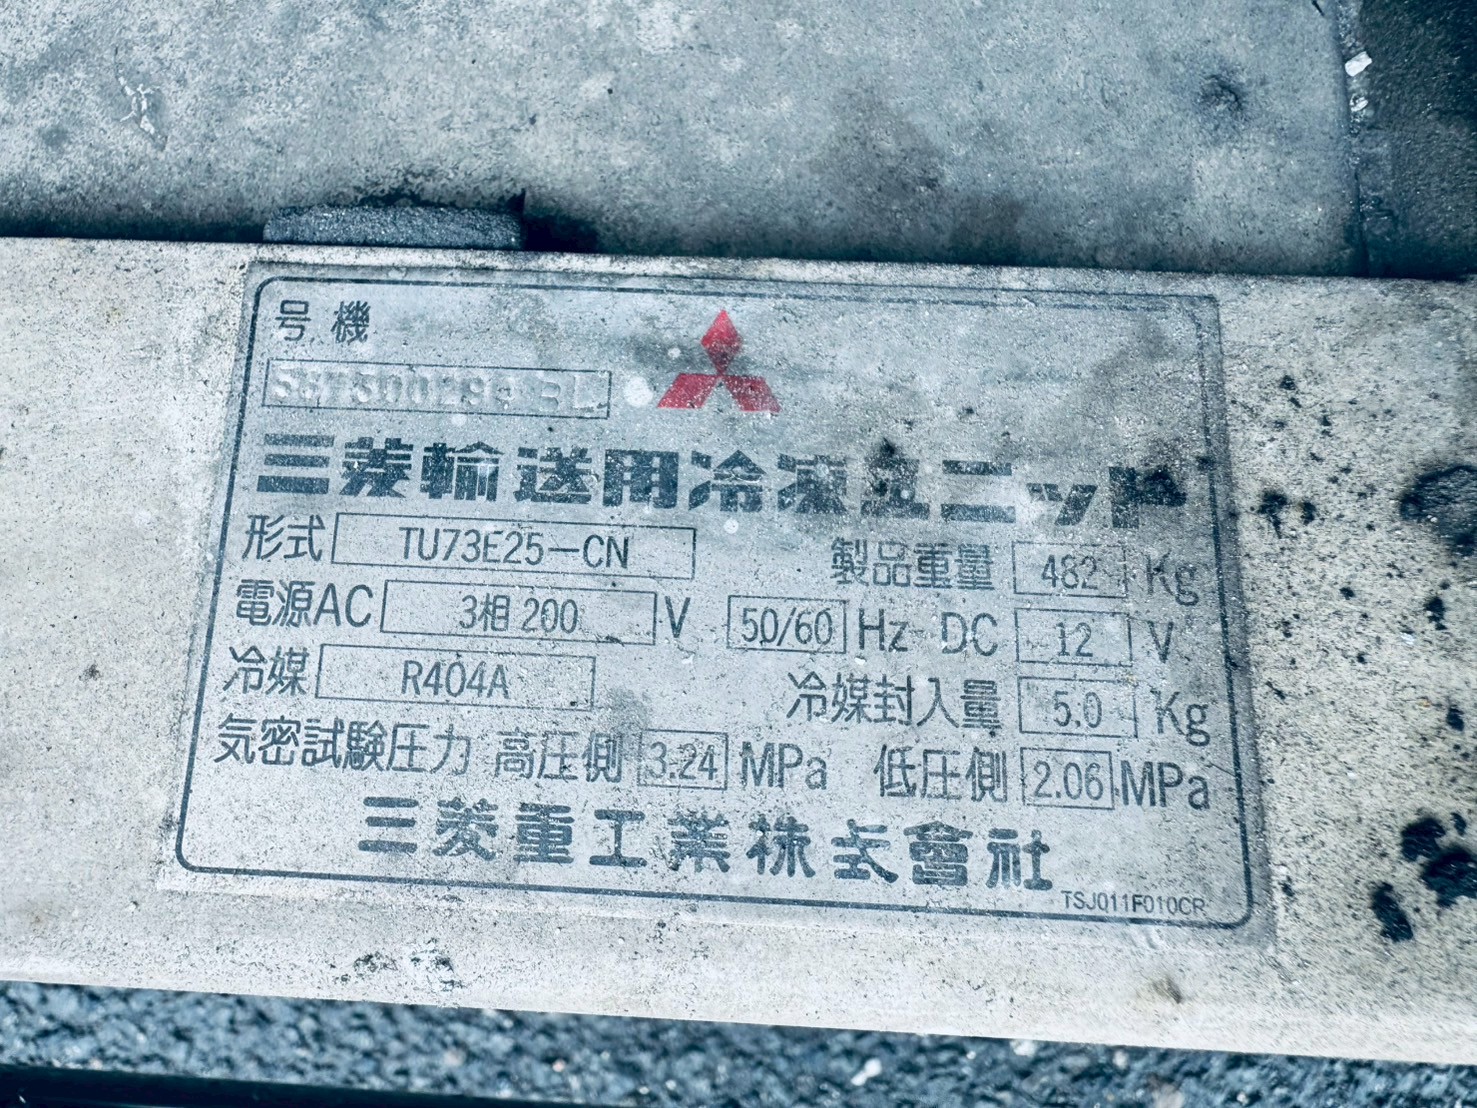 号機
三菱輸送用冷凍ユニット
形式 TU73E25-CN 製品重量 482 Kg
電源AC 3相 200 V 50/60 Hz DC 12 V
冷媒 R404A 冷媒封入量 5.0 Kg
気密試験圧力 高圧側 3.24 MPa 低圧側 2.06 MPa
三菱重工業株式會社
TSJ011F010CR